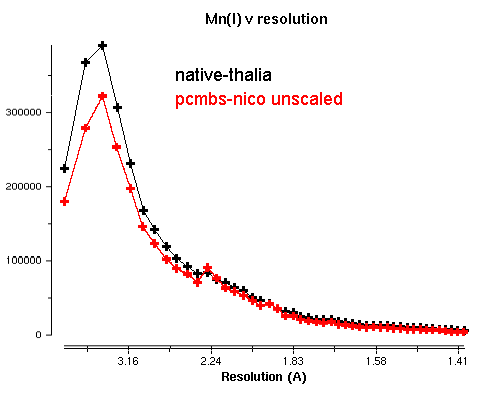 Mn(I) v resolution
native-thalia
pcmbs-nico unscaled
300000
200000
100000
0
3.16 2.24 1.83 1.58 1.41
Resolution (A)